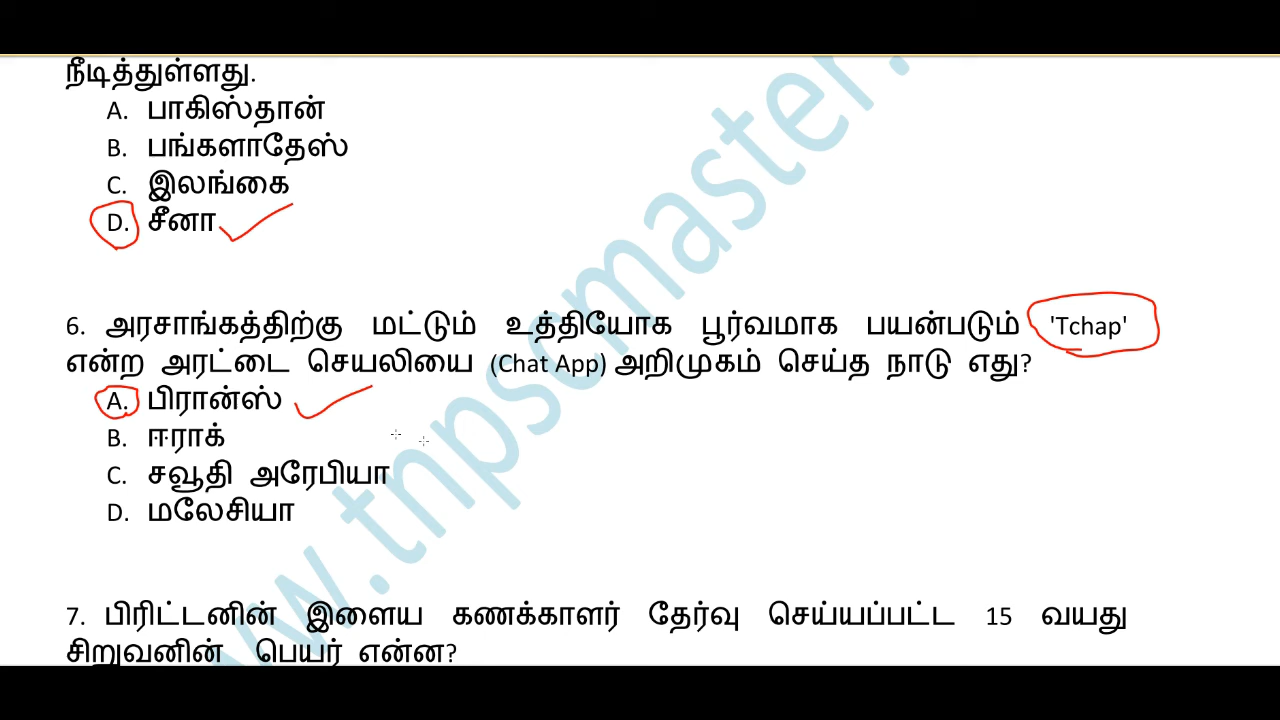 நீடித்துள்ளது.
A. பாகிஸ்தான்
B. பங்களாதேஸ்
C. இலங்கை
D. சீனா
6. அரசாங்கத்திற்கு மட்டும் உத்தியோக பூர்வமாக பயன்படும் 'Tchap'
என்ற அரட்டை செயலியை (Chat App) அறிமுகம் செய்த நாடு எது?
A. பிரான்ஸ்
B. ஈராக்
C. சவூதி அரேபியா
D. மலேசியா
7. பிரிட்டனின் இளைய கணக்காளர் தேர்வு செய்யப்பட்ட 15 வயது
சிறுவனின் பெயர் என்ன?
w.tnpscmaster.